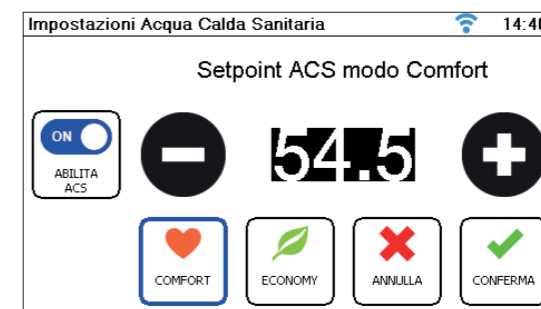 Impostazioni Acqua Calda Sanitaria
Setpoint ACS modo Comfort
ON
ABILITA
ACS
54.5
COMFORT
ECONOMY
ANNULLA
CONFERMA